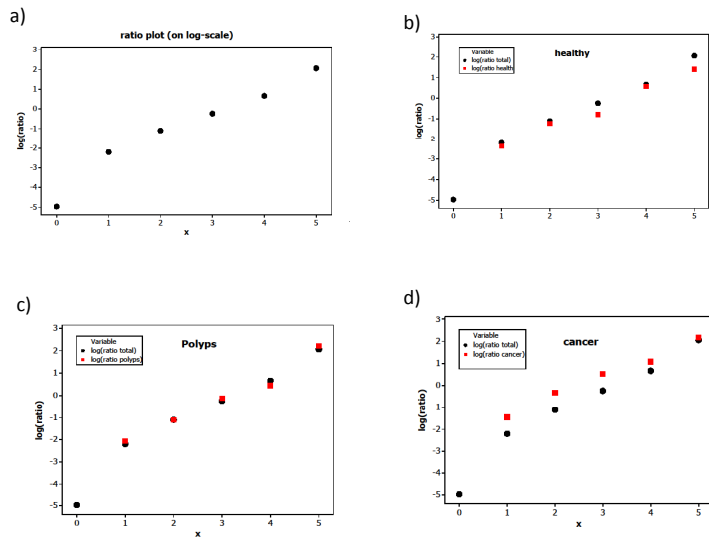 a)
ratio plot (on log-scale)
log(ratio)
3
2
1
0
-1
-2
-3
-4
-5
0 1 2 3 4 5
x
b)
healthy
Variable
log(ratio total)
log(ratio health
log(ratio)
3
2
1
0
-1
-2
-3
-4
-5
0 1 2 3 4 5
x
c)
Polyps
Variable
log(ratio total)
log(ratio polyps)
log(ratio)
3
2
1
0
-1
-2
-3
-4
-5
0 1 2 3 4 5
x
d)
cancer
Variable
log(ratio total)
log(ratio cancer)
log(ratio)
3
2
1
0
-1
-2
-3
-4
-5
0 1 2 3 4 5
x